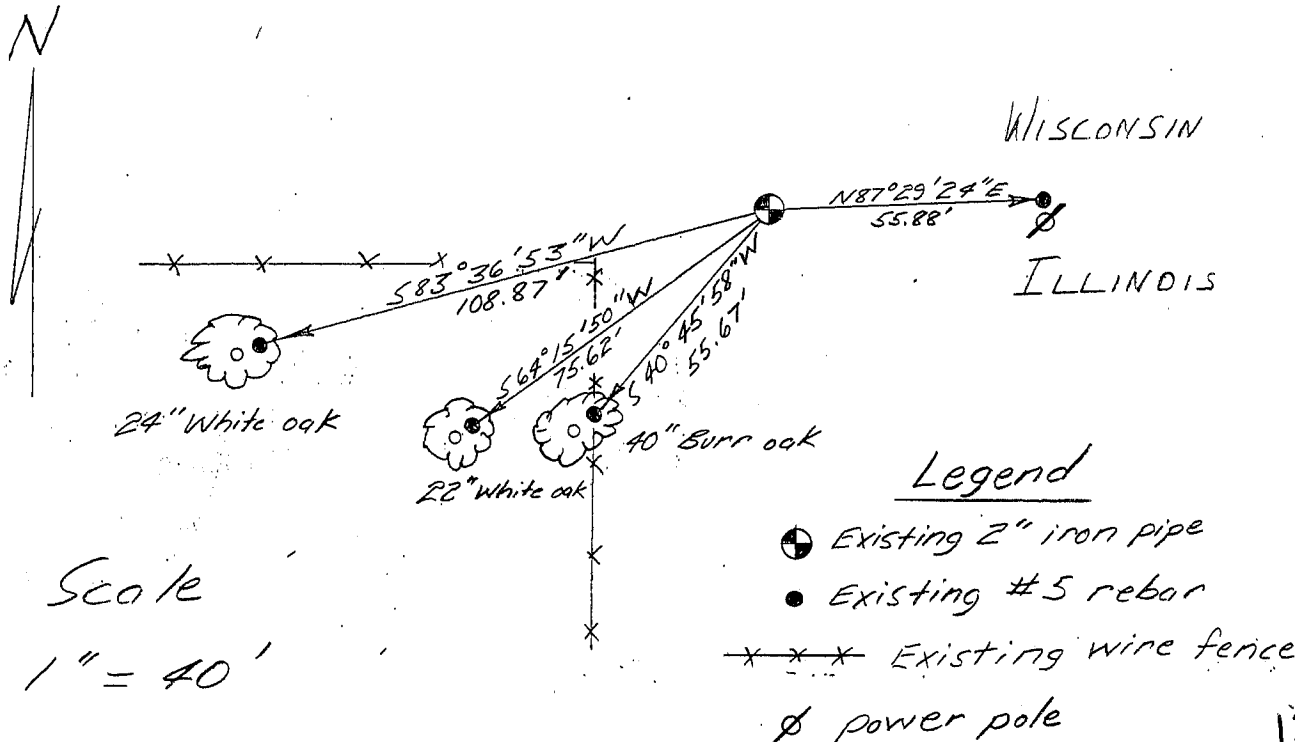 N
WISCONSIN
N87°29'24"E
55.88'
ILLINOIS
S83°36'53"W
108.87'
S64°15'50"W
75.62'
S40°45'58"W
55.67'
24" White oak
22" White oak
40" Burr oak
Legend
Existing 2" iron pipe
Existing #5 rebar
Existing wire fence
power pole
Scale
1" = 40'